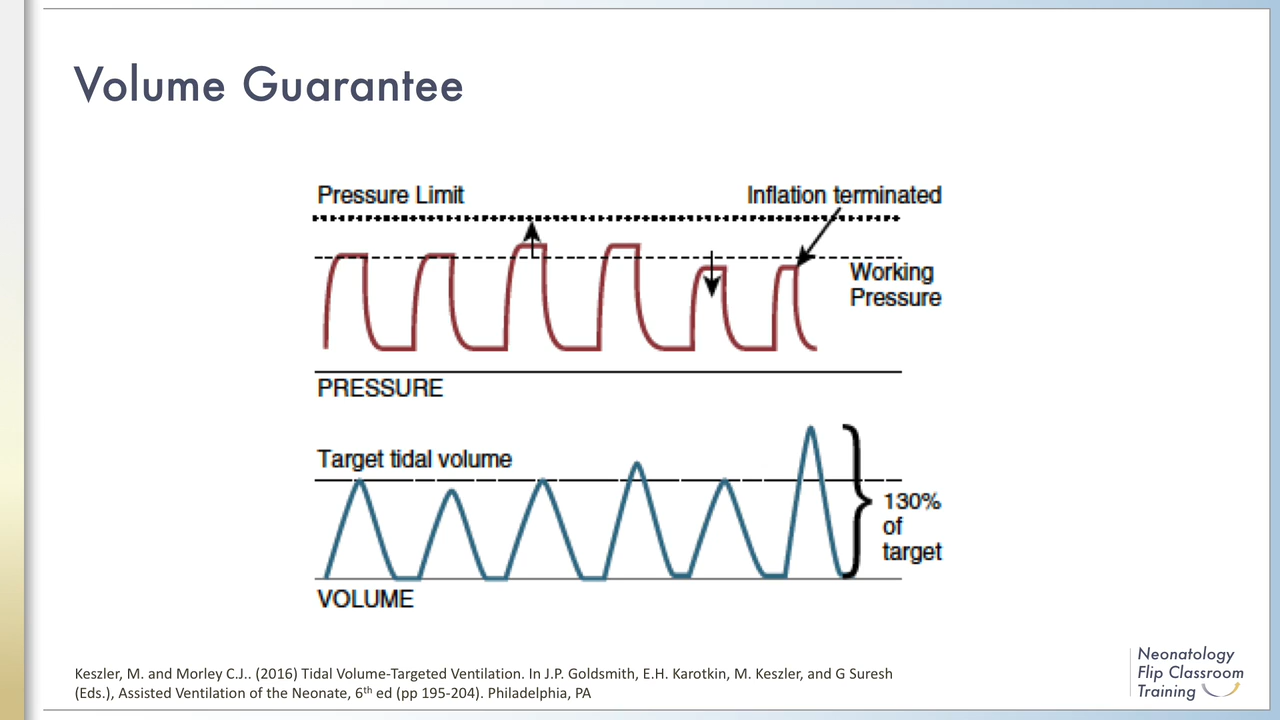 Volume Guarantee
Pressure Limit
Inflation terminated
Working
Pressure
PRESSURE
Target tidal volume
130%
of
target
VOLUME
Keszler, M. and Morley C.J.. (2016) Tidal Volume-Targeted Ventilation. In J.P. Goldsmith, E.H. Karotkin, M. Keszler, and G Suresh
(Eds.), Assisted Ventilation of the Neonate, 6th ed (pp 195-204). Philadelphia, PA
Neonatology
Flip Classroom
Training